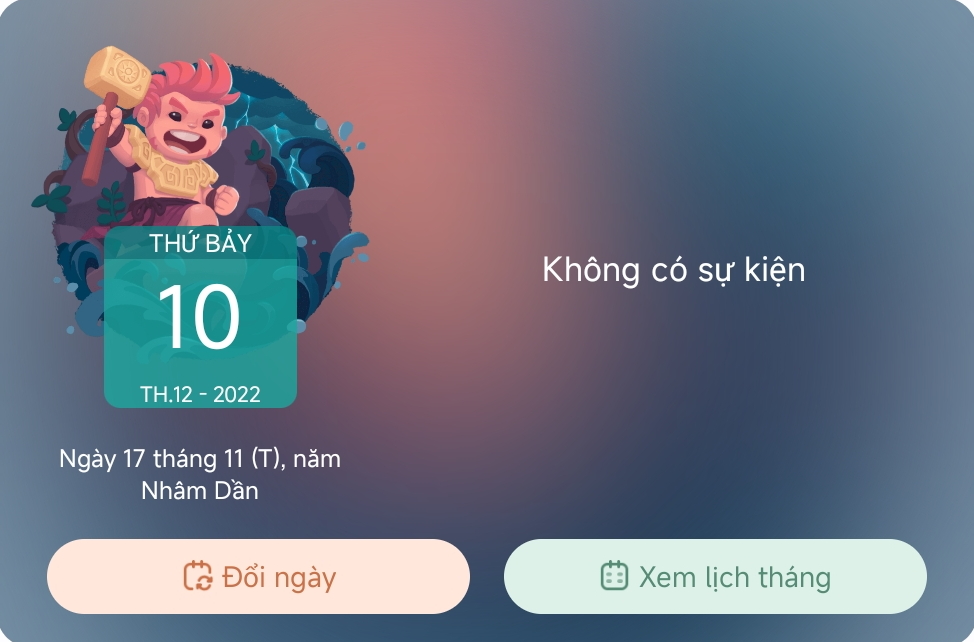 THỨ BẢY
10
TH.12 - 2022
Ngày 17 tháng 11 (T), năm
Nhâm Dần
Không có sự kiện
Đổi ngày
Xem lịch tháng